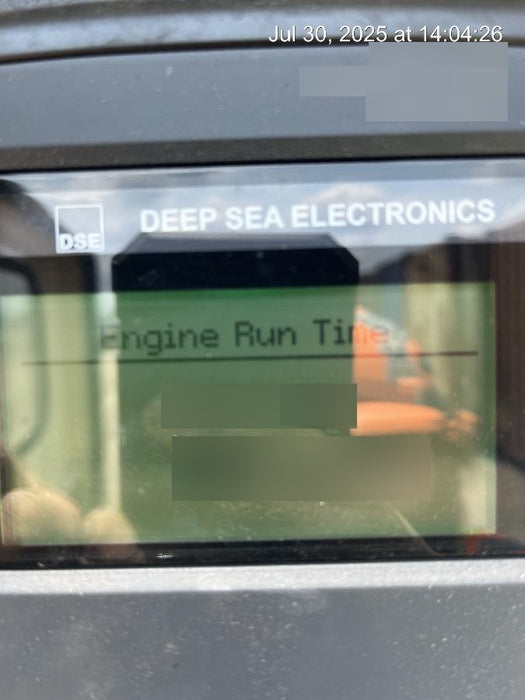 Jul 30, 2025 at 14:04:26
DSE
DEEP SEA ELECTRONICS
Engine Run Time